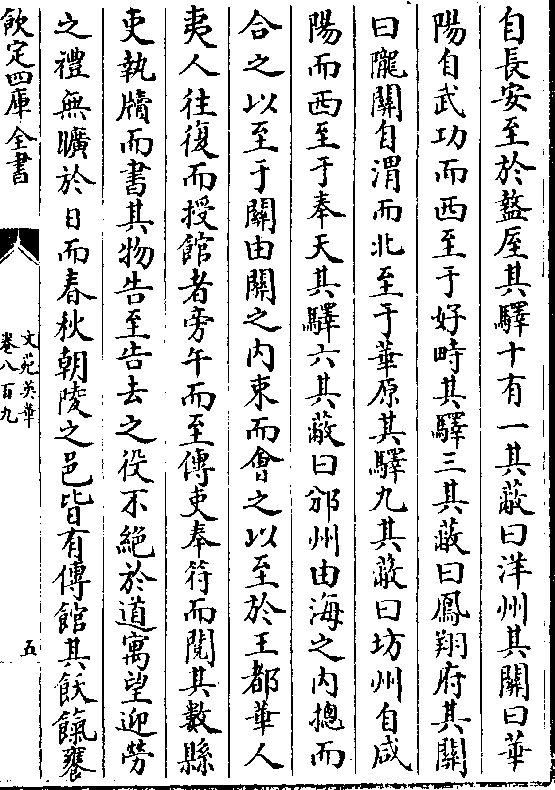 自長安至於盩厔其驛十有一其蔽曰洋州其關曰華
陽自武功而西至于好畤其驛三其蔽曰鳳翔府其關
曰隴關自渭而北至于華原其驛九其蔽曰坊州自咸
陽而西至于奉天其驛六其蔽曰邠州由海之内摠而
合之以至于關由關之内束而㑹之以至於王都華人
夷人往復而授館者旁午而至傳吏奉符而閲其數縣
吏執牘而書其物告至告去之役不絶於道寓望迎勞
之禮無曠於日而春秋朝陵之邑皆有傳館其飫餼饔
欽定四庫全書
文苑英華
卷八百九
五